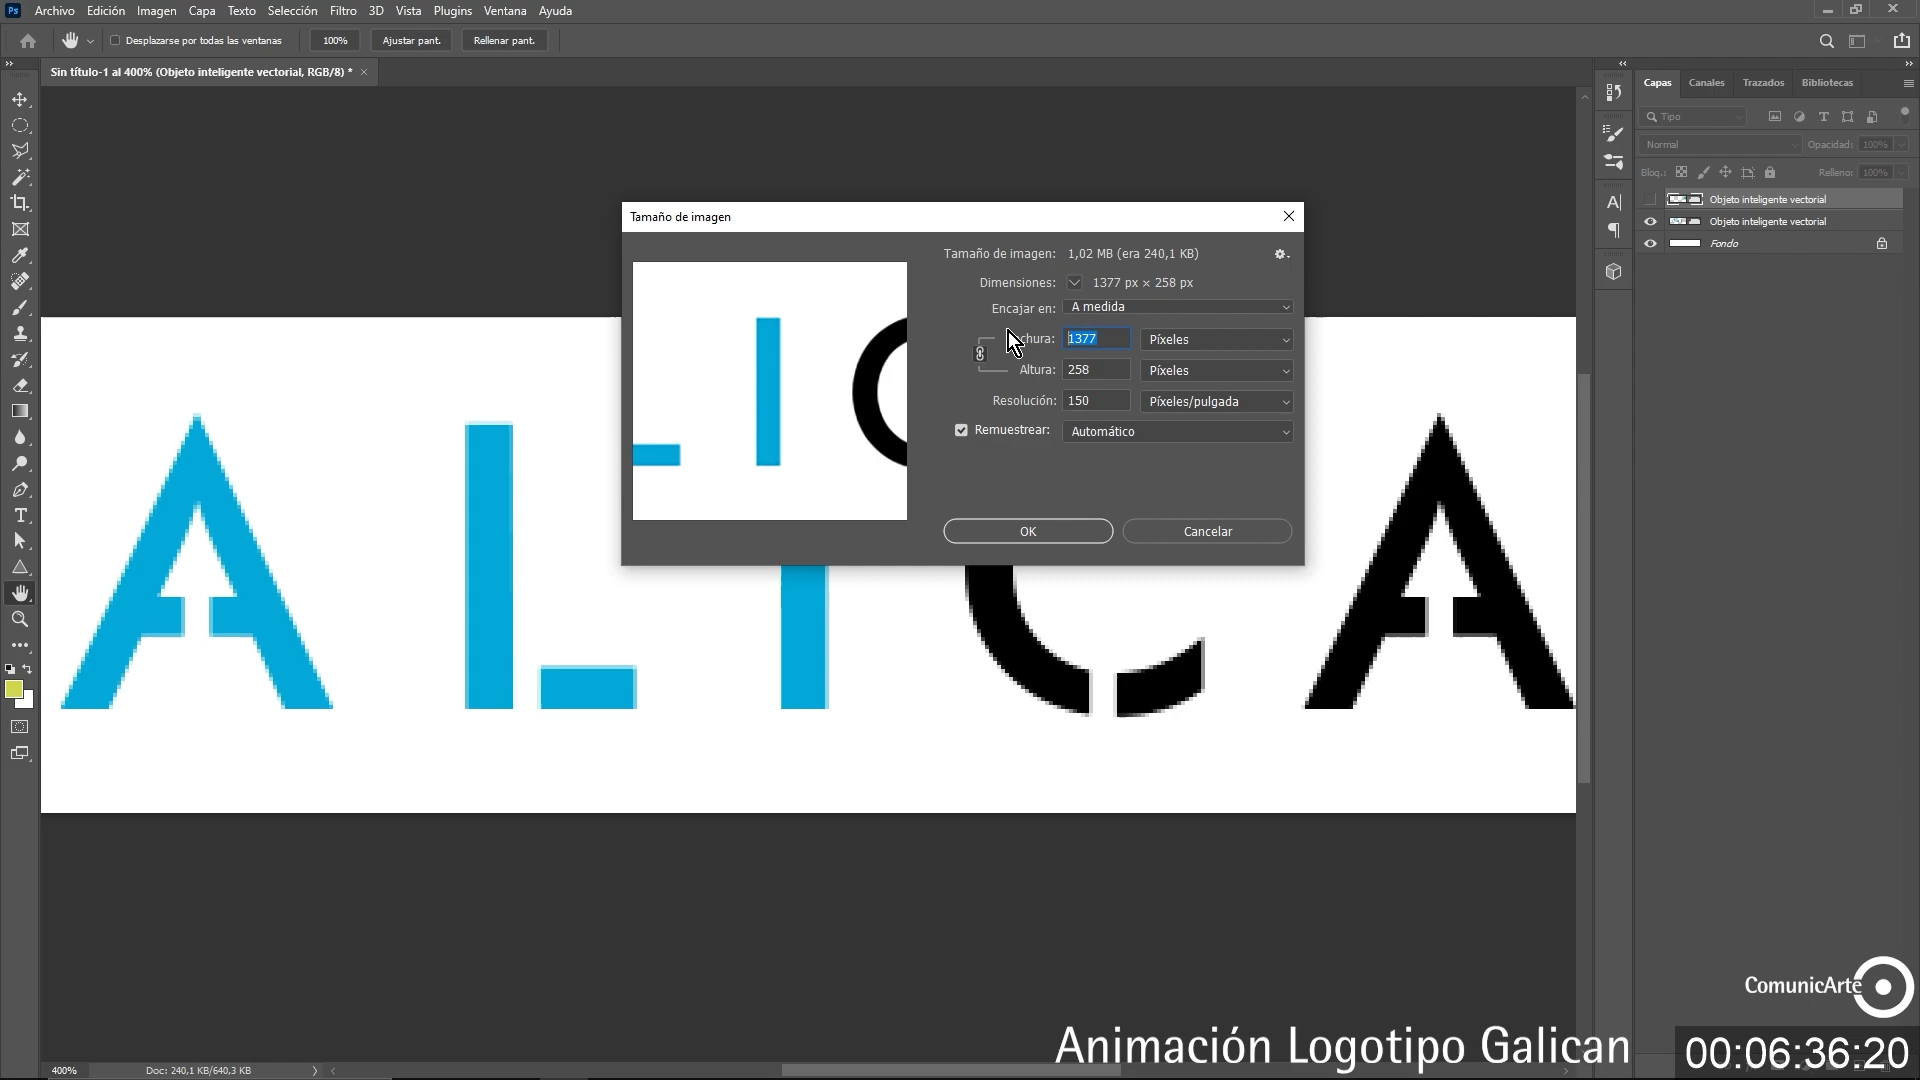 Ps Archivo Edición Imagen Capa Texto Selección Filtro 3D Vista Plugins Ventana Ayuda
Desplazarse por todas las ventanas 100% Ajustar pant. Rellenar pant.
Sin título-1 al 400% (Objeto inteligente vectorial, RGB/8) * ×
Capas Canales Trazados Bibliotecas
Tipo
Normal Opacidad: 100%
Bloq.: Relleno: 100%
Objeto inteligente vectorial
Objeto inteligente vectorial
Fondo
Tamaño de imagen
Tamaño de imagen: 1,02 MB (era 240,1 KB)
Dimensiones: 1377 px × 258 px
Encajar en: A medida
chura: 1377 Píxeles
Altura: 258 Píxeles
Resolución: 150 Píxeles/pulgada
Remuestrear: Automático
OK Cancelar
LIC
ALICA
ComunicArte
Animación Logotipo Galican
00:06:36:20
400% Doc: 240,1 KB/640,3 KB